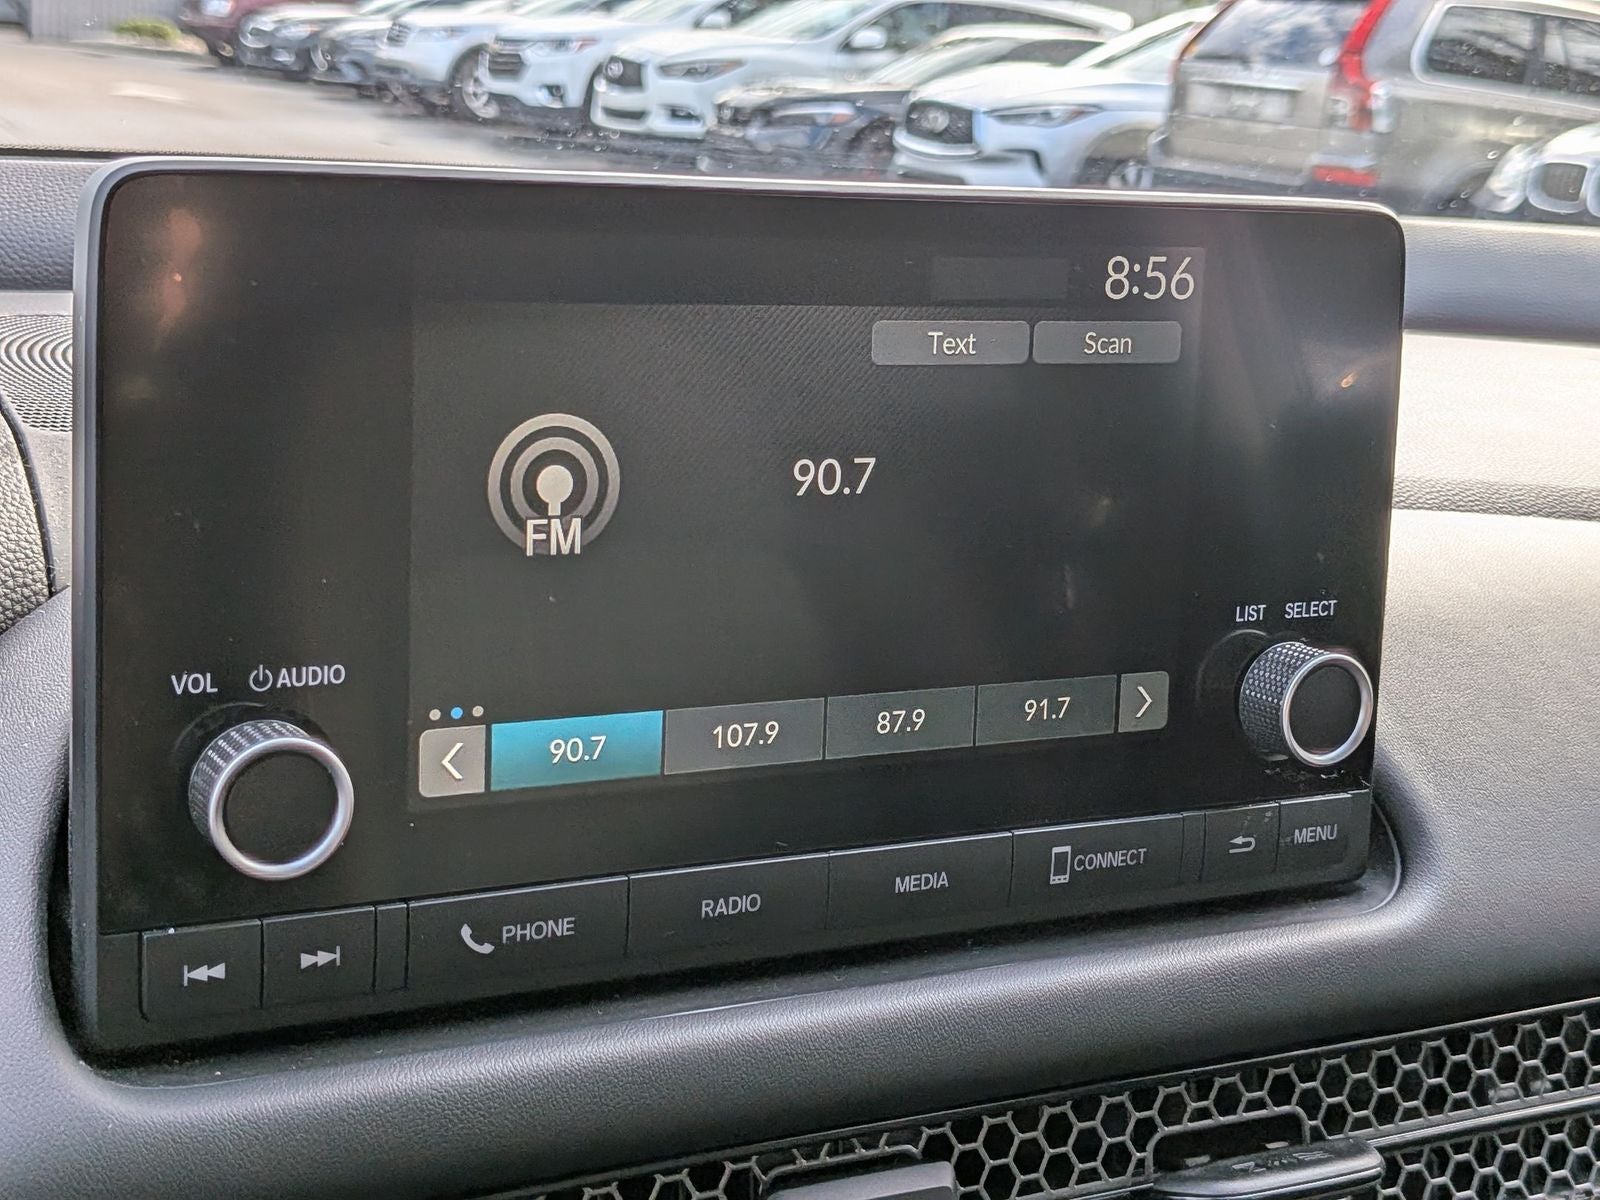 8:56
Text Scan
90.7
FM
LIST SELECT
VOL AUDIO
90.7 107.9 87.9 91.7
PHONE RADIO MEDIA CONNECT MENU